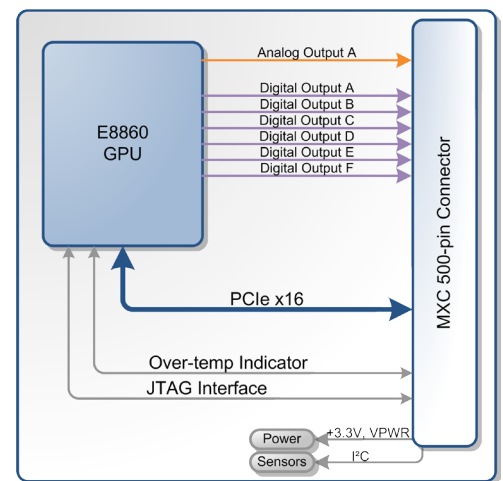 Analog Output A
Digital Output A
Digital Output B
Digital Output C
Digital Output D
Digital Output E
Digital Output F
E8860
GPU
MXC 500-pin Connector
PCIe x16
Over-temp Indicator
JTAG Interface
+3.3V, VPWR
Power
I²C
Sensors